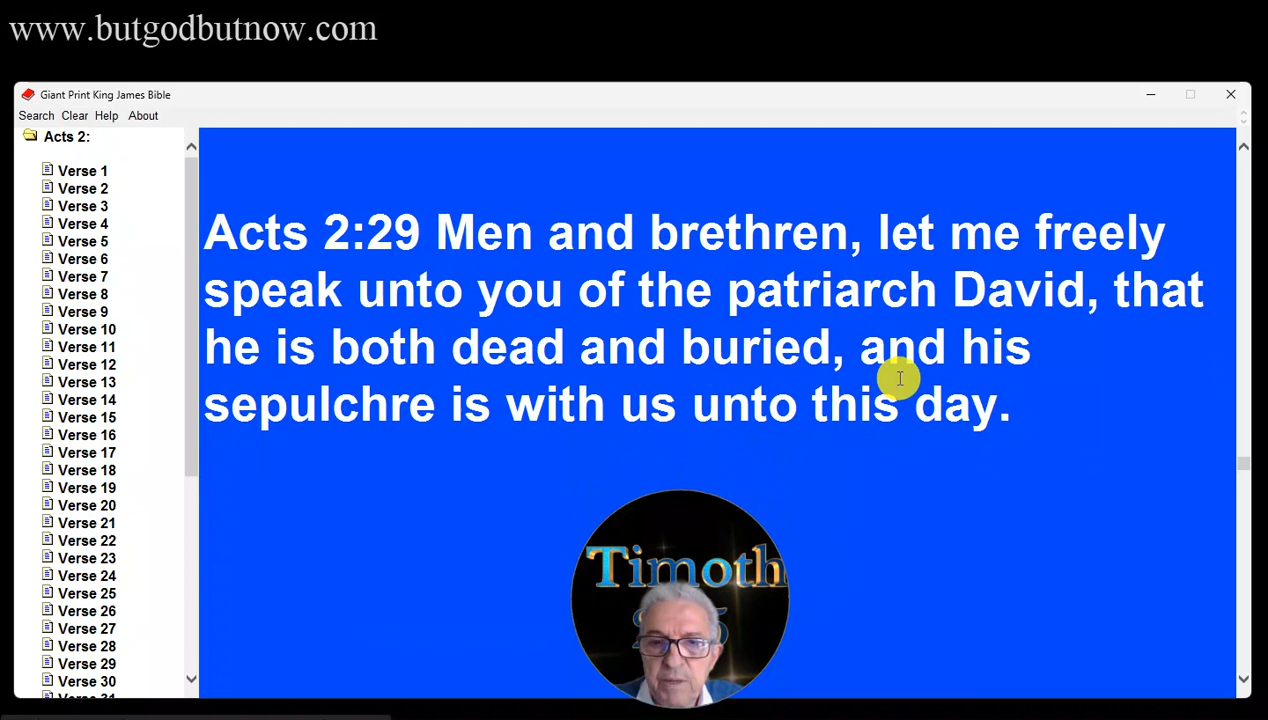 www.butgodbutnow.com
Giant Print King James Bible
Search Clear Help About
Acts 2:
Verse 1
Verse 2
Verse 3
Verse 4
Verse 5
Verse 6
Verse 7
Verse 8
Verse 9
Verse 10
Verse 11
Verse 12
Verse 13
Verse 14
Verse 15
Verse 16
Verse 17
Verse 18
Verse 19
Verse 20
Verse 21
Verse 22
Verse 23
Verse 24
Verse 25
Verse 26
Verse 27
Verse 28
Verse 29
Verse 30
Acts 2:29 Men and brethren, let me freely
speak unto you of the patriarch David, that
he is both dead and buried, and his
sepulchre is with us unto this day.
Timoth